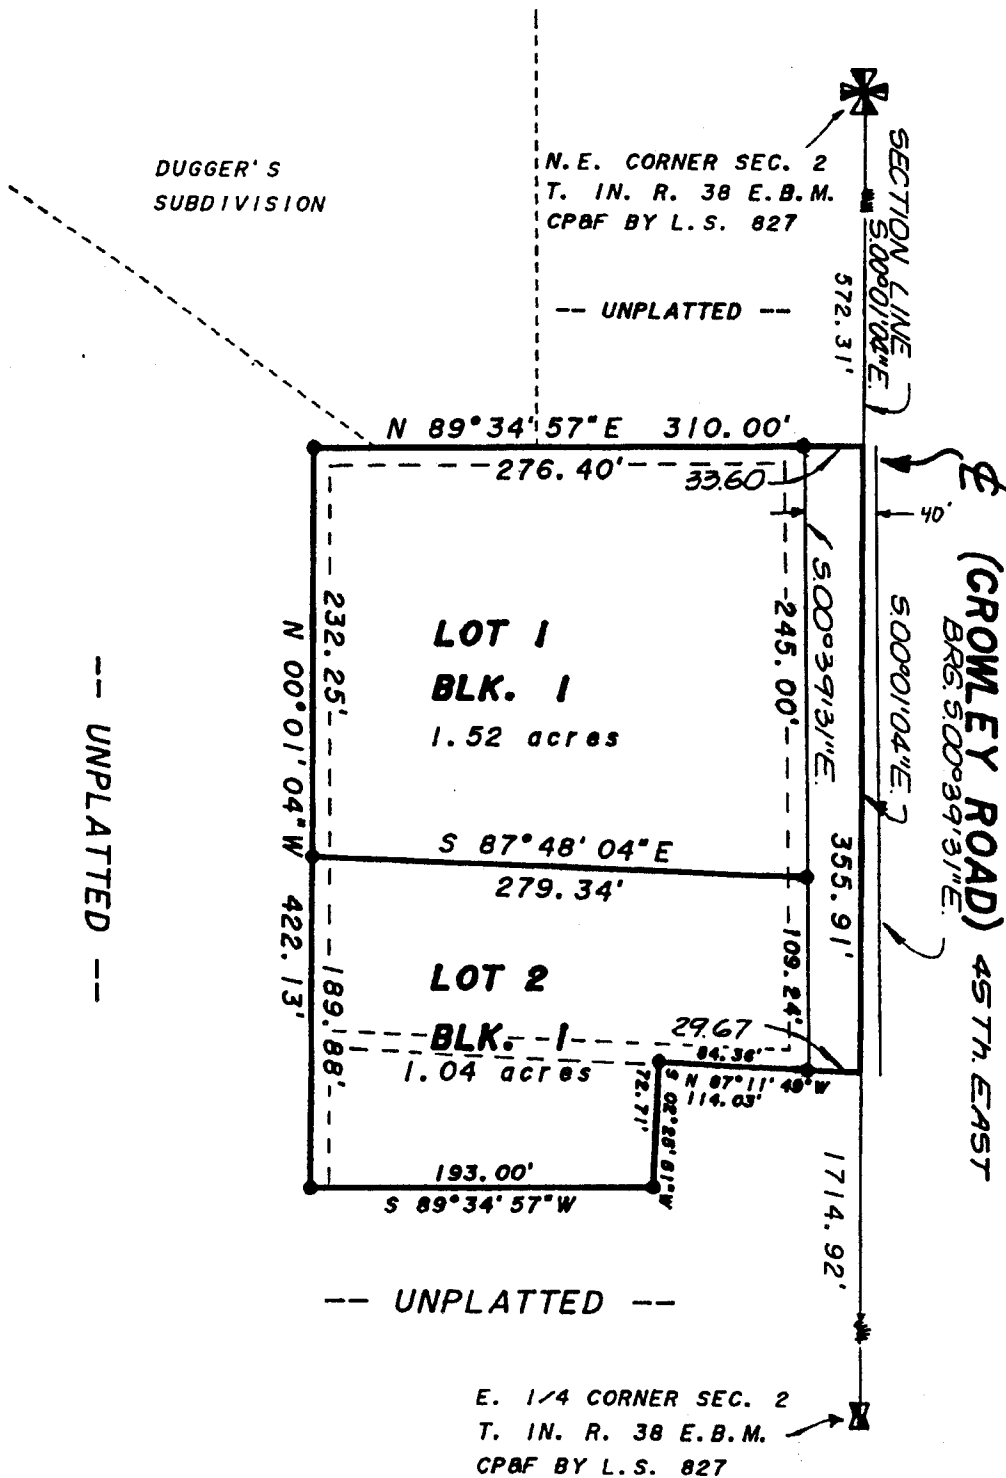 DUGGER'S
SUBDIVISION
N.E. CORNER SEC. 2
T. IN. R. 38 E.B.M.
CP&F BY L.S. 827
SECTION LINE
S.00°01'04"E.
572.31'
-- UNPLATTED --
N 89°34'57"E 310.00'
276.40'
33.60
40'
℄ (CROWLEY ROAD) 45Th. EAST
BRG. S.00°39'31"E.
S.00°01'04"E.
355.91'
S.00°39'31"E.
245.00'
232.25'
N 00°01'04"W 422.13'
LOT 1
BLK. 1
1.52 acres
S 87°48'04"E
279.34'
-- UNPLATTED --
LOT 2
BLK. 1
1.04 acres
109.24'
189.88'
29.67
84.36'
N 87°11'49"W
114.03'
72.71'
193.00'
S 89°34'57"W
1714.92'
-- UNPLATTED --
E. 1/4 CORNER SEC. 2
T. IN. R. 38 E.B.M.
CP&F BY L.S. 827